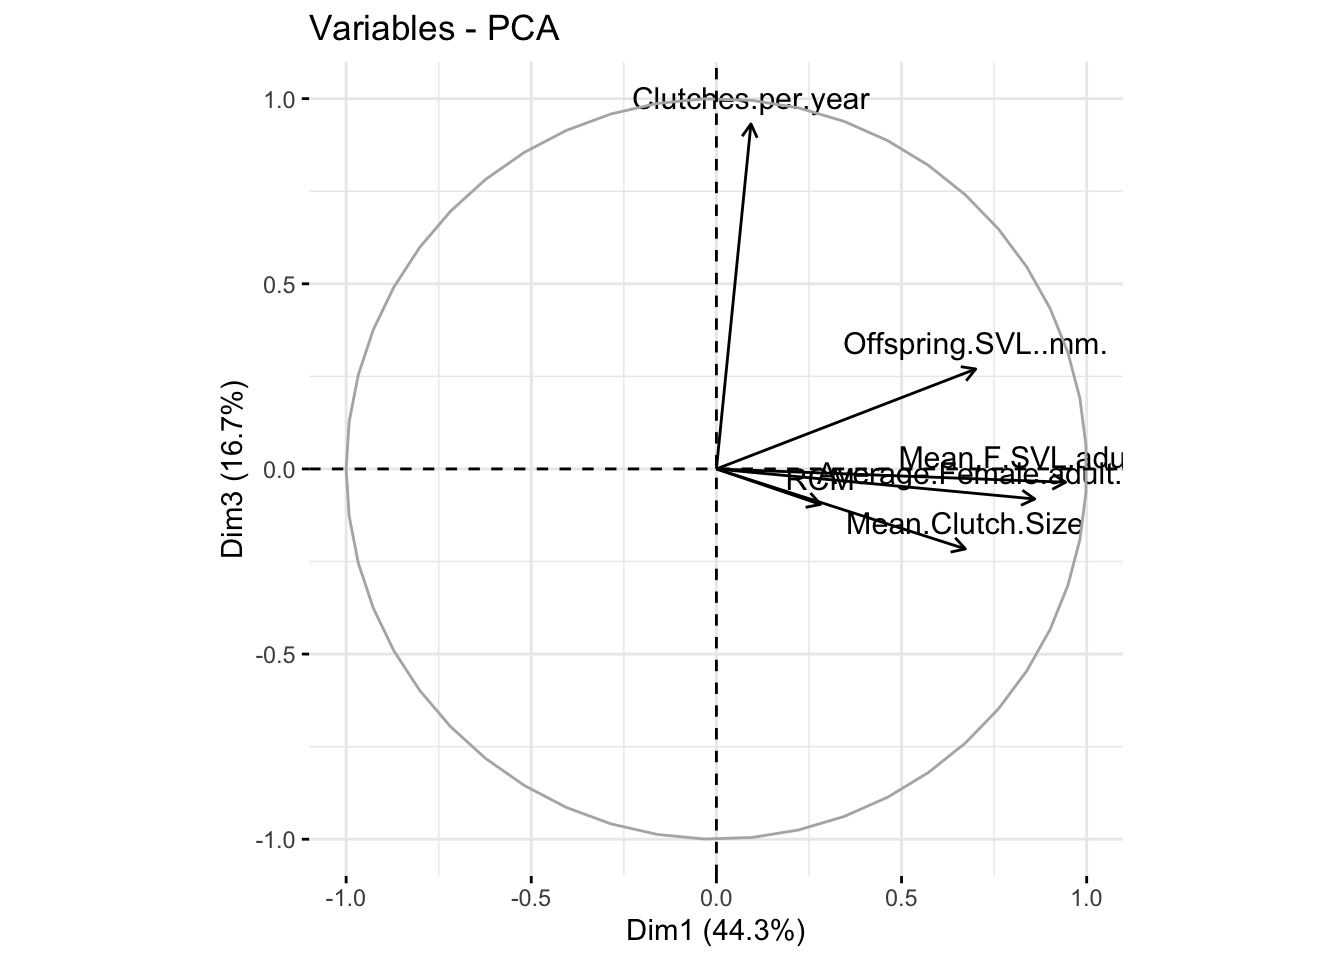 Variables - PCA
Clutches.per.year
Offspring.SVL..mm.
Mean.F.SVL.adu
Average.Female.adult.
RCM
Mean.Clutch.Size
1.0
0.5
0.0
-0.5
-1.0
Dim3 (16.7%)
-1.0 -0.5 0.0 0.5 1.0
Dim1 (44.3%)